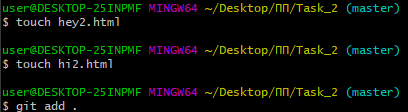 user@DESKTOP-25INPMF MINGW64 ~/Desktop/ПП/Task_2 (master)
$ touch hey2.html
user@DESKTOP-25INPMF MINGW64 ~/Desktop/ПП/Task_2 (master)
$ touch hi2.html
user@DESKTOP-25INPMF MINGW64 ~/Desktop/ПП/Task_2 (master)
$ git add .